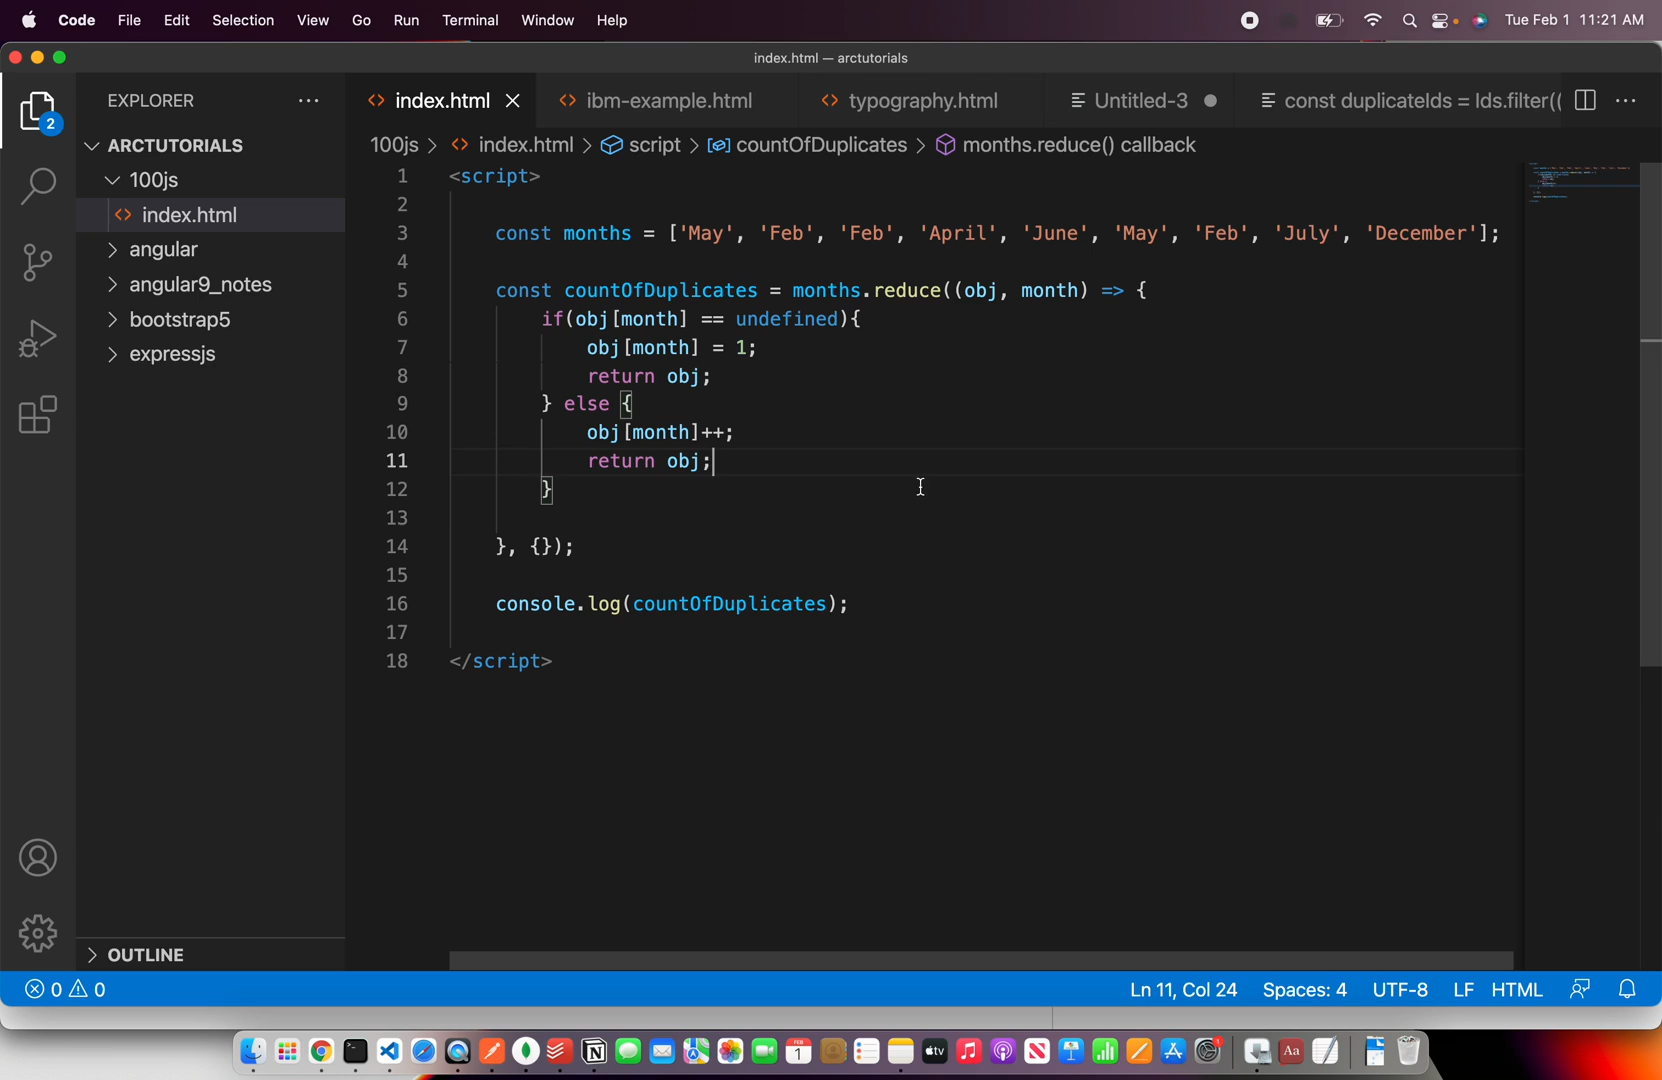 Code File Edit Selection View Go Run Terminal Window Help Tue Feb 1 11:21 AM
index.html — arctutorials
EXPLORER
index.html ibm-example.html typography.html Untitled-3 const duplicateIds = Ids.filter((
2
ARCTUTORIALS
100js > index.html > script > countOfDuplicates > months.reduce() callback
100js
index.html
angular
angular9_notes
bootstrap5
expressjs
1 <script>
2
3 const months = ['May', 'Feb', 'Feb', 'April', 'June', 'May', 'Feb', 'July', 'December'];
4
5 const countOfDuplicates = months.reduce((obj, month) => {
6 if(obj[month] == undefined){
7 obj[month] = 1;
8 return obj;
9 } else {
10 obj[month]++;
11 return obj;
12 }
13
14 }, {});
15
16 console.log(countOfDuplicates);
17
18 </script>
OUTLINE
0 0 Ln 11, Col 24 Spaces: 4 UTF-8 LF HTML
FEB
1
tv
1
Aa